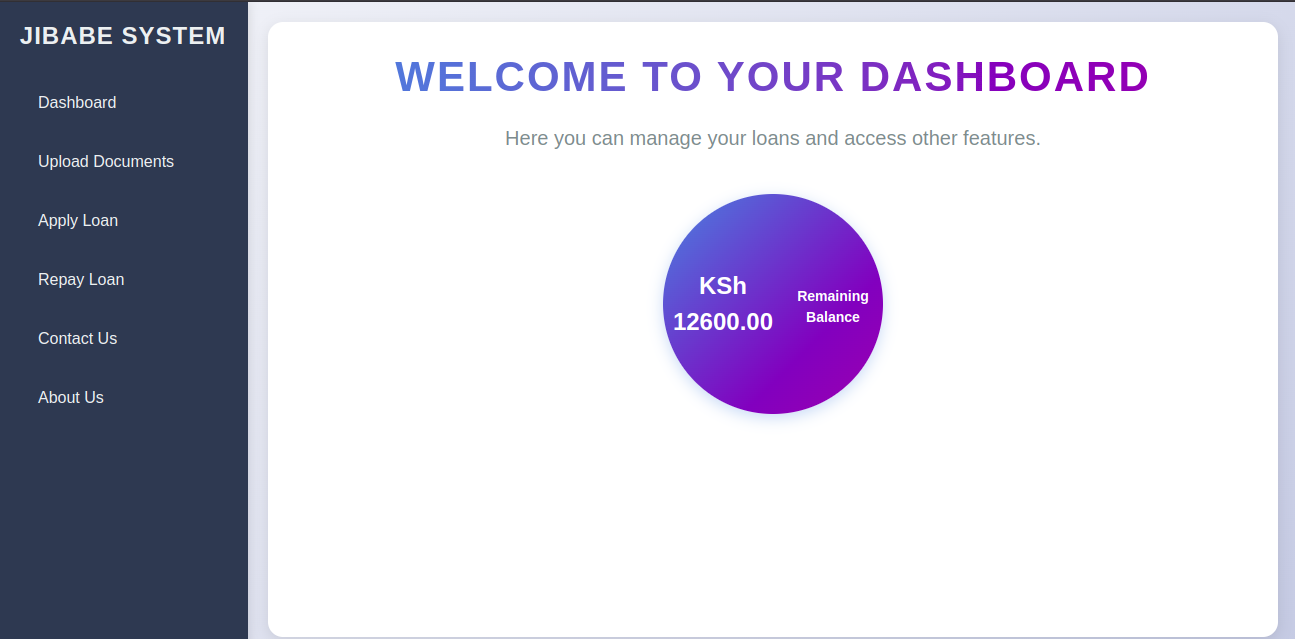 JIBABE SYSTEM
Dashboard
Upload Documents
Apply Loan
Repay Loan
Contact Us
About Us
WELCOME TO YOUR DASHBOARD
Here you can manage your loans and access other features.
KSh
12600.00
Remaining
Balance